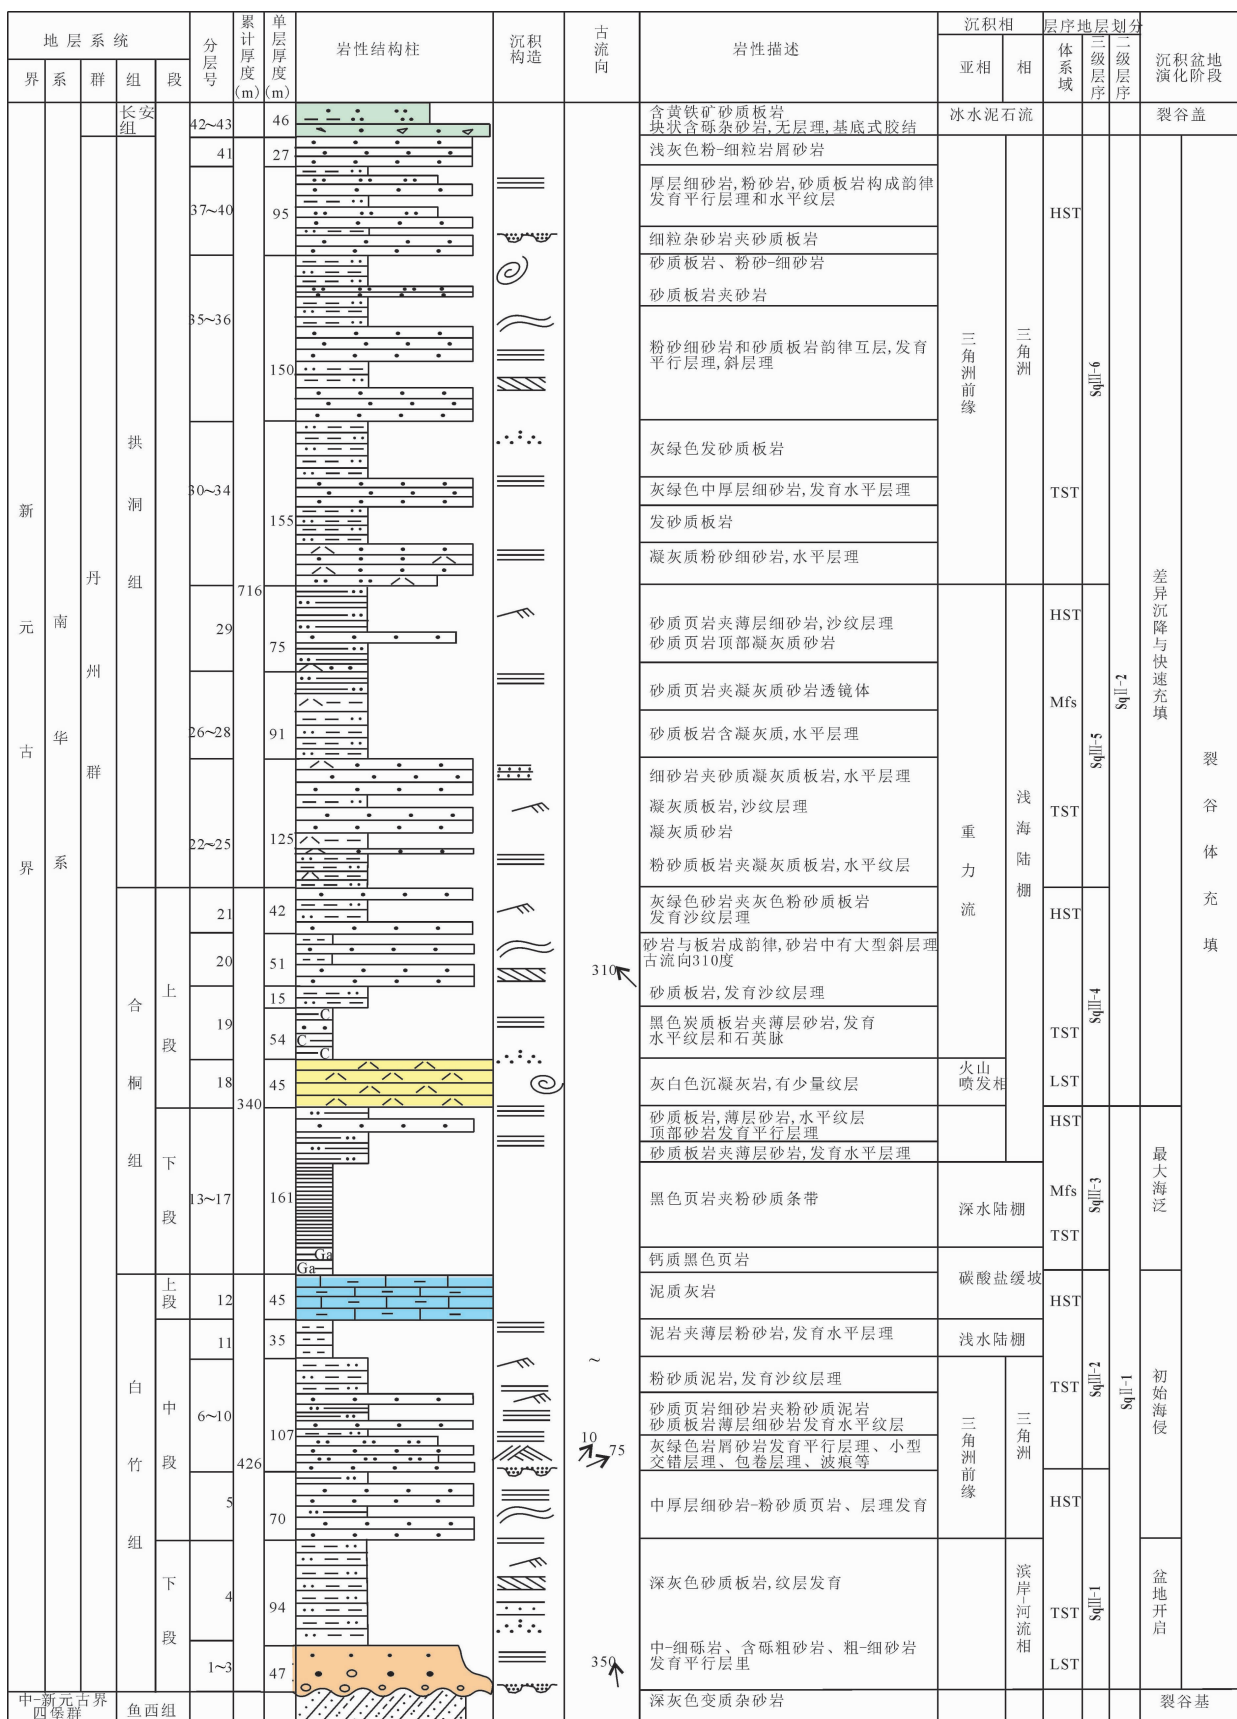 地层系统
界
系
群
组
段
分层号
累计厚度(m)
单层厚度(m)
岩性结构柱
沉积构造
古流向
岩性描述
沉积相
亚相
相
层序地层划分
体系域
三级层序
二级层序
沉积盆地演化阶段
新元古界
南华系
丹州群
长安组
拱洞组
合桐组
上段
下段
白竹组
上段
中段
下段
中-新元古界
四堡群
鱼西组
42~43
41
37~40
35~36
30~34
29
26~28
22~25
21
20
19
18
13~17
12
11
6~10
5
4
1~3
716
340
426
46
27
95
150
155
75
91
125
42
51
15
54
45
161
45
35
107
70
94
47
C
C
C
Ga
Ga
310
~
10
75
350
含黄铁矿砂质板岩
块状含砾杂砂岩,无层理,基底式胶结
浅灰色粉-细粒岩屑砂岩
厚层细砂岩,粉砂岩,砂质板岩构成韵律
发育平行层理和水平纹层
细粒杂砂岩夹砂质板岩
砂质板岩、粉砂-细砂岩
砂质板岩夹砂岩
粉砂细砂岩和砂质板岩韵律互层,发育
平行层理,斜层理
灰绿色发砂质板岩
灰绿色中厚层细砂岩,发育水平层理
发砂质板岩
凝灰质粉砂细砂岩,水平层理
砂质页岩夹薄层细砂岩,沙纹层理
砂质页岩顶部凝灰质砂岩
砂质页岩夹凝灰质砂岩透镜体
砂质板岩含凝灰质,水平层理
细砂岩夹砂质凝灰质板岩,水平层理
凝灰质板岩,沙纹层理
凝灰质砂岩
粉砂质板岩夹凝灰质板岩,水平纹层
灰绿色砂岩夹灰色粉砂质板岩
发育沙纹层理
砂岩与板岩成韵律,砂岩中有大型斜层理
古流向310度
砂质板岩,发育沙纹层理
黑色炭质板岩夹薄层砂岩,发育
水平纹层和石英脉
灰白色沉凝灰岩,有少量纹层
砂质板岩,薄层砂岩,水平纹层
顶部砂岩发育平行层理
砂质板岩夹薄层砂岩,发育水平层理
黑色页岩夹粉砂质条带
钙质黑色页岩
泥质灰岩
泥岩夹薄层粉砂岩,发育水平层理
粉砂质泥岩,发育沙纹层理
砂质页岩细砂岩夹粉砂质泥岩
砂质板岩薄层细砂岩发育水平纹层
灰绿色岩屑砂岩发育平行层理、小型
交错层理、包卷层理、波痕等
中厚层细砂岩-粉砂质页岩、层理发育
深灰色砂质板岩,纹层发育
中-细砾岩、含砾粗砂岩、粗-细砂岩
发育平行层里
深灰色变质杂砂岩
冰水泥石流
三角洲前缘
三角洲
重力流
浅海陆棚
火山
喷发相
深水陆棚
碳酸盐缓坡
浅水陆棚
三角洲前缘
三角洲
滨岸-河流相
HST
TST
HST
Mfs
TST
HST
TST
LST
HST
Mfs
TST
HST
TST
HST
TST
LST
SqⅢ-6
SqⅢ-5
SqⅢ-4
SqⅢ-3
SqⅢ-2
SqⅢ-1
SqⅡ-2
SqⅡ-1
裂谷盖
差异沉降与快速充填
最大海泛
初始海侵
盆地开启
裂谷体充填
裂谷基